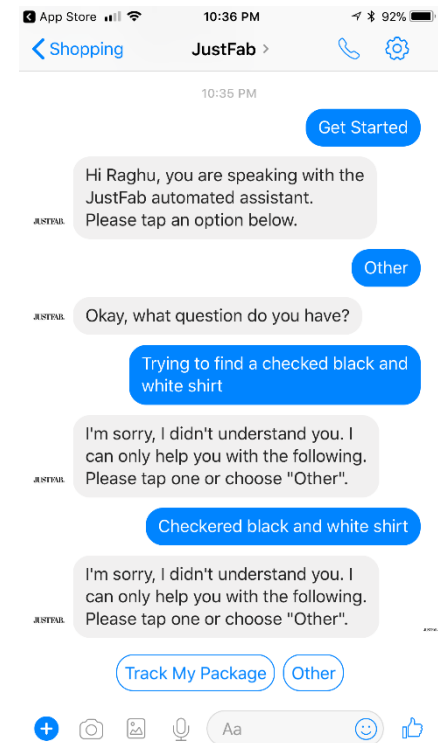 App Store 10:36 PM 92%
Shopping JustFab >
10:35 PM
Get Started
Hi Raghu, you are speaking with the
JustFab automated assistant.
Please tap an option below.
JUSTFAB.
Other
JUSTFAB.
Okay, what question do you have?
Trying to find a checked black and
white shirt
I'm sorry, I didn't understand you. I
can only help you with the following.
Please tap one or choose "Other".
JUSTFAB.
Checkered black and white shirt
I'm sorry, I didn't understand you. I
can only help you with the following.
Please tap one or choose "Other".
JUSTFAB.
Track My Package Other
Aa